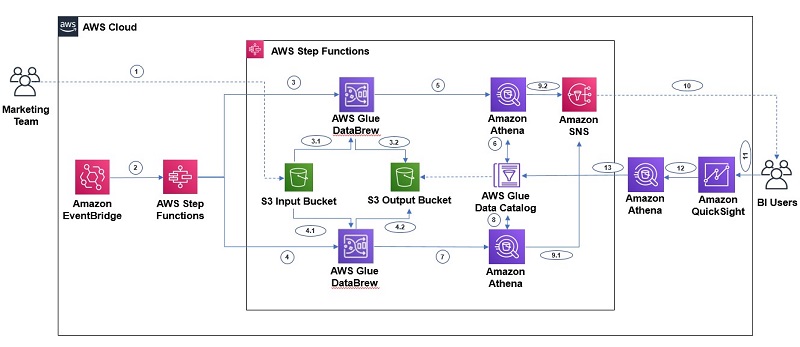 aws
AWS Cloud
AWS Step Functions
Marketing
Team
1
2
3
3.1
3.2
4
4.1
4.2
5
6
7
8
9.1
9.2
10
11
12
13
AWS Glue
DataBrew
Amazon
Athena
Amazon
SNS
Amazon
EventBridge
AWS Step
Functions
S3 Input Bucket
S3 Output Bucket
AWS Glue
Data Catalog
Amazon
Athena
Amazon
QuickSight
BI Users
AWS Glue
DataBrew
Amazon
Athena